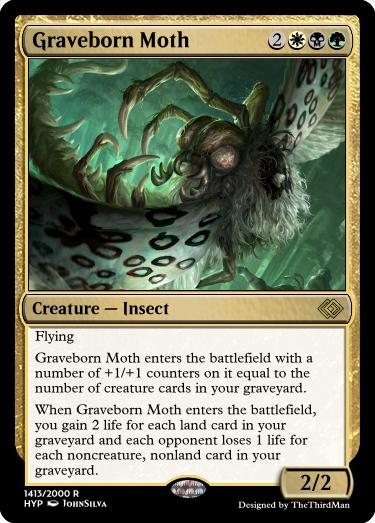 Graveborn Moth 2
Creature — Insect
Flying
Graveborn Moth enters the battlefield with a
number of +1/+1 counters on it equal to the
number of creature cards in your graveyard.
When Graveborn Moth enters the battlefield,
you gain 2 life for each land card in your
graveyard and each opponent loses 1 life for
each noncreature, nonland card in your
graveyard.
2/2
1413/2000 R
HYP JOHNSILVA
Designed by TheThirdMan